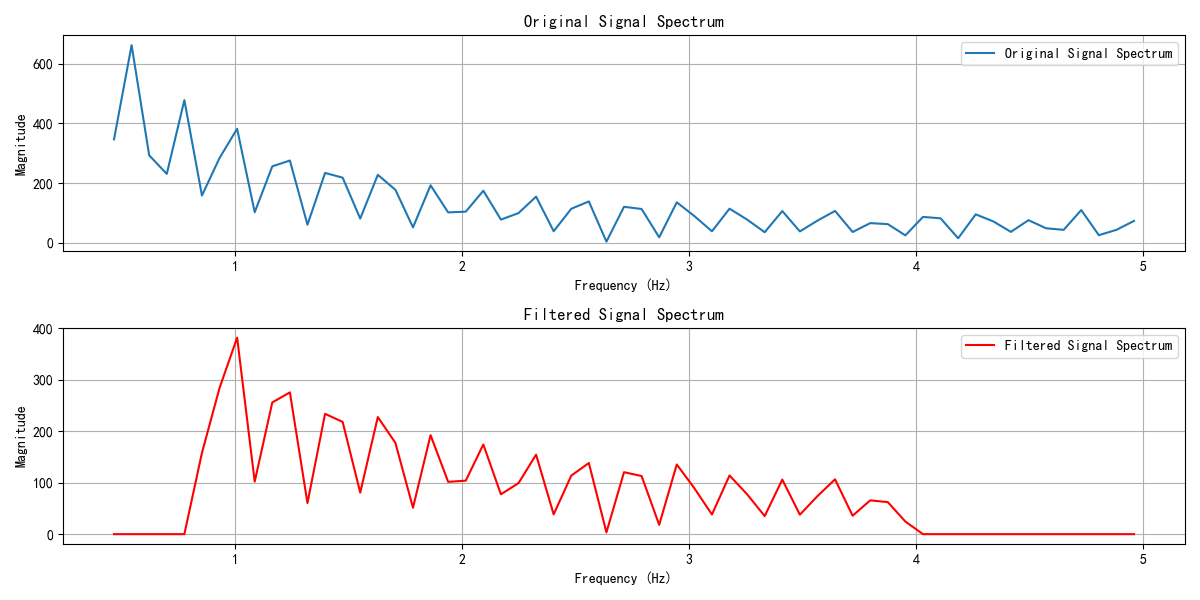 Original Signal Spectrum
Original Signal Spectrum
Magnitude
600
400
200
0
1 2 3 4 5
Frequency (Hz)
Filtered Signal Spectrum
Filtered Signal Spectrum
Magnitude
400
300
200
100
0
1 2 3 4 5
Frequency (Hz)